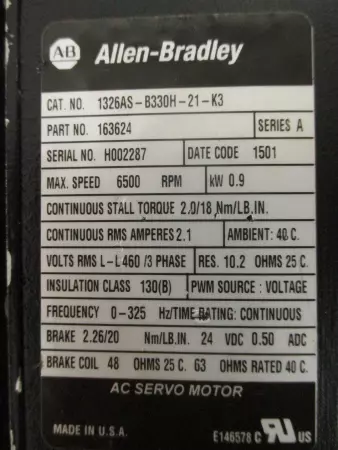 AB Allen-Bradley
CAT. NO. 1326AS-B330H-21-K3
PART NO. 163624 SERIES A
SERIAL NO. H002287 DATE CODE 1501
MAX. SPEED 6500 RPM kW 0.9
CONTINUOUS STALL TORQUE 2.0/18 Nm/LB.IN.
CONTINUOUS RMS AMPERES 2.1 AMBIENT: 40 C.
VOLTS RMS L-L 460 /3 PHASE RES. 10.2 OHMS 25 C.
INSULATION CLASS 130(B) PWM SOURCE : VOLTAGE
FREQUENCY 0-325 Hz/TIME RATING: CONTINUOUS
BRAKE 2.26/20 Nm/LB.IN. 24 VDC 0.50 ADC
BRAKE COIL 48 OHMS 25 C. 63 OHMS RATED 40 C.
AC SERVO MOTOR
MADE IN U.S.A. E146578 C RU US